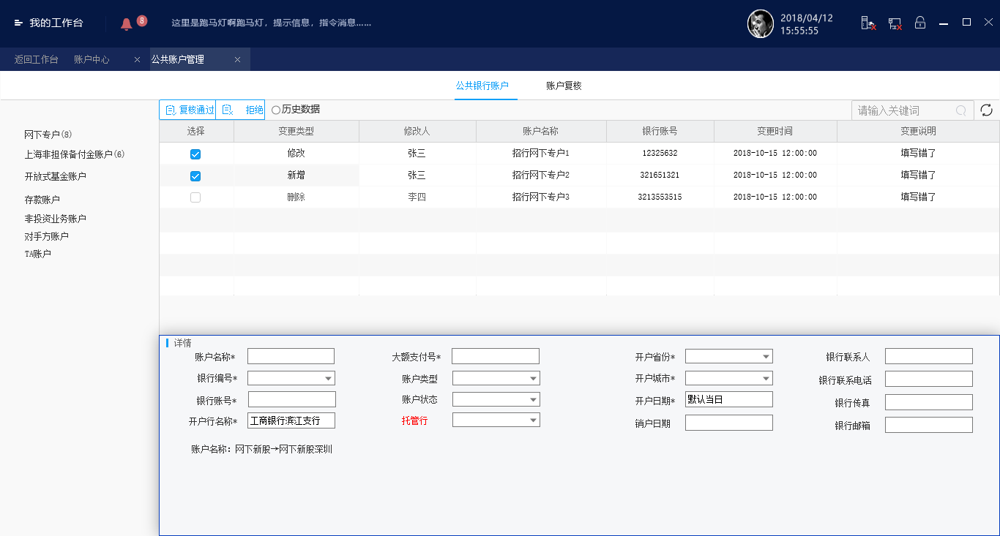 我的工作台
8
这里是跑马灯啊跑马灯，提示信息，指令消息……
2018/04/12
15:55:55
返回工作台 账户中心 × 公共账户管理 ×
公共银行账户 账户复核
复核通过 拒绝 历史数据 请输入关键词
网下专户(8)
上海非担保备付金账户(6)
开放式基金账户
存款账户
非投资业务账户
对手方账户
TA账户
选择 变更类型 修改人 账户名称 银行账号 变更时间 变更说明
修改 张三 招行网下专户1 12325632 2018-10-15 12:00:00 填写错了
新增 张三 招行网下专户2 321651321 2018-10-15 12:00:00 填写错了
删除 李四 招行网下专户3 3213553515 2018-10-15 12:00:00 填写错了
详情
账户名称* 大额支付号* 开户省份* 银行联系人
银行编号* 账户类型 开户城市* 银行联系电话
银行账号* 账户状态 开户日期* 默认当日 银行传真
开户行名称* 工商银行滨江支行 托管行 销户日期 银行邮箱
账户名称：网下新股→网下新股深圳